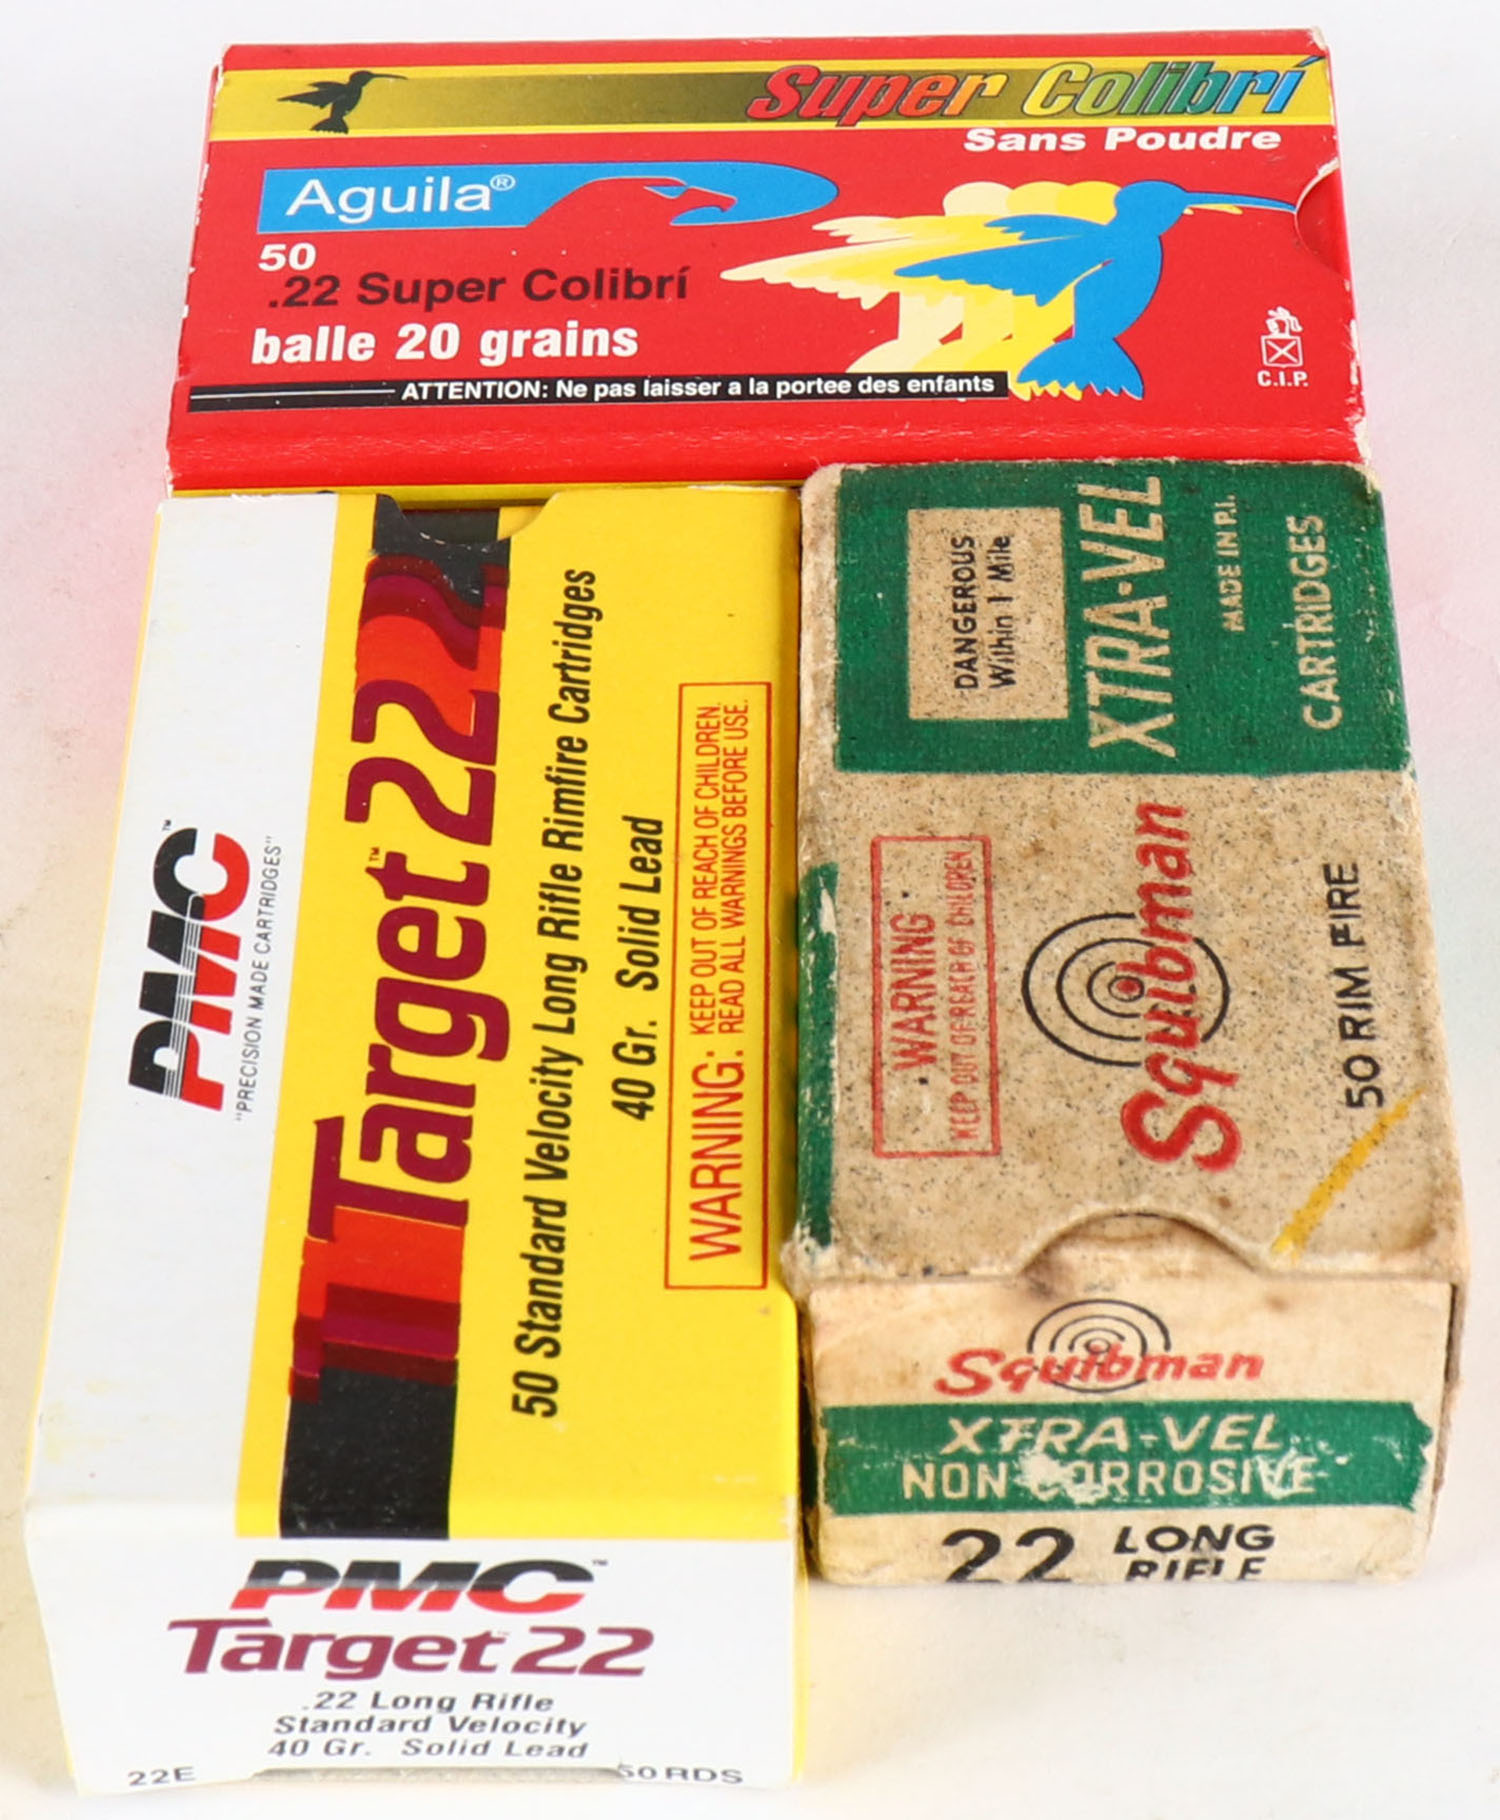 Super Colibrí
Sans Poudre
Aguila®
50
.22 Super Colibrí
balle 20 grains
ATTENTION: Ne pas laisser a la portee des enfants
C.I.P.
PMC™
"PRECISION MADE CARTRIDGES"
Target™ 22
50 Standard Velocity Long Rifle Rimfire Cartridges
40 Gr. Solid Lead
WARNING: KEEP OUT OF REACH OF CHILDREN.
READ ALL WARNINGS BEFORE USE.
PMC™
Target™ 22
.22 Long Rifle
Standard Velocity
40 Gr. Solid Lead
22E 50 RDS
DANGEROUS
Within 1 Mile
XTRA-VEL
MADE IN P.I.
CARTRIDGES
WARNING
KEEP OUT OF REACH OF CHILDREN
Squibman
50 RIM FIRE
Squibman
XTRA-VEL
NON-CORROSIVE
22 LONG
RIFLE